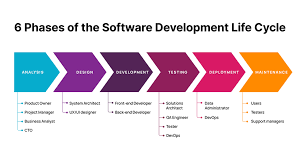 6 Phases of the Software Development Life Cycle
ANALYSIS
DESIGN
DEVELOPMENT
TESTING
DEPLOYMENT
MAINTENANCE
Product Owner
Project Manager
Business Analyst
CTO
System Architect
UX/UI designer
Front-end Developer
Back-end Developer
Solutions
Architect
QA Engineer
Tester
DevOps
Data
Administrator
DevOps
Users
Testers
Support managers